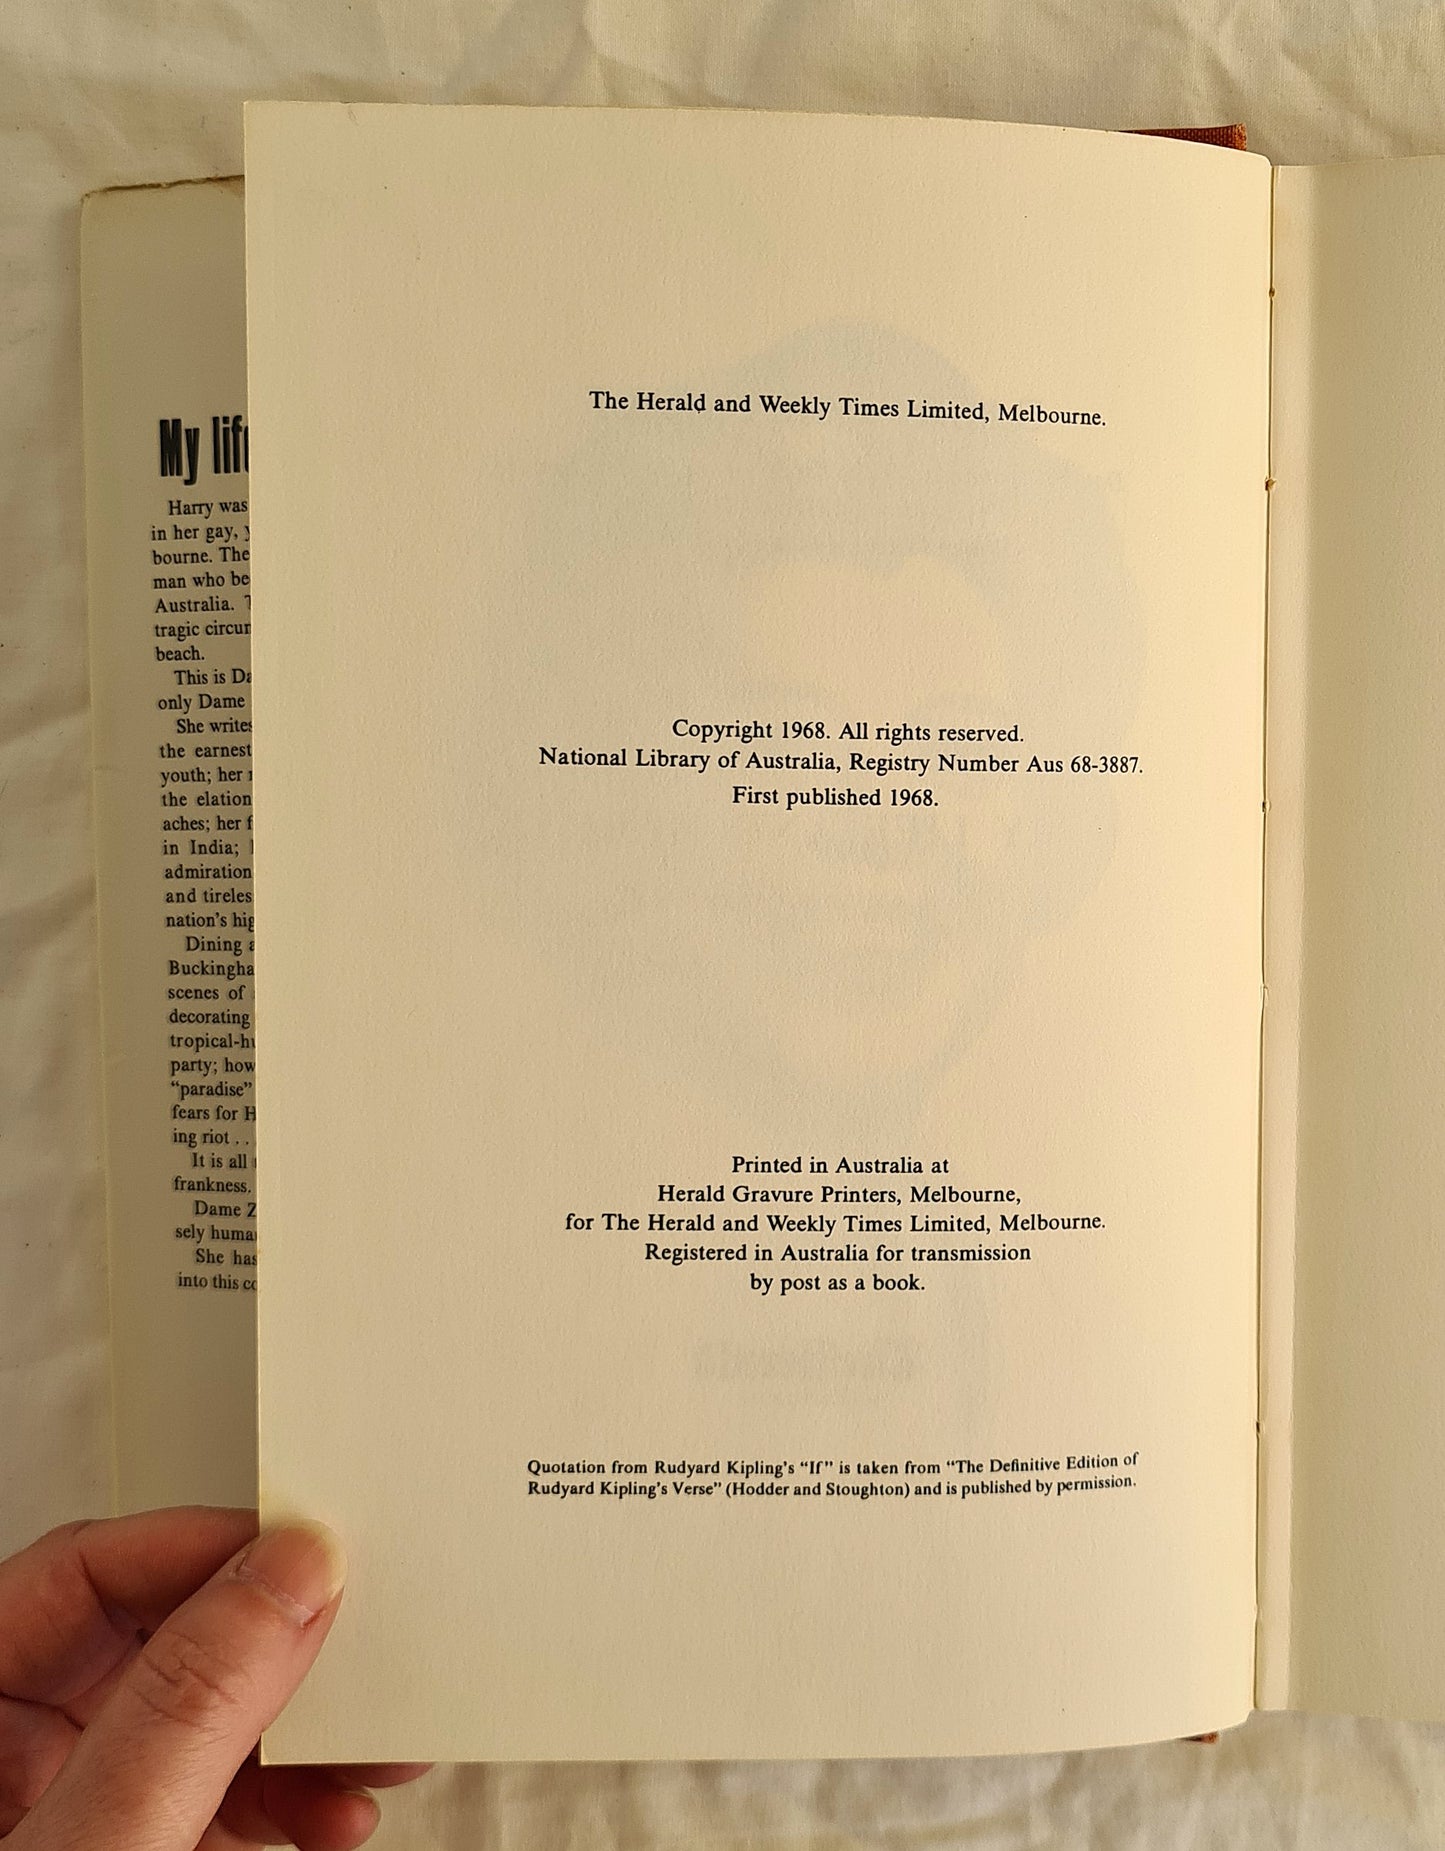 My lif
Harry was
in her gay,
bourne. The
man who be
Australia.
tragic circum
beach.
This is Da
only Dame
She writes
the earnest
youth; her
the elation
aches; her f
in India;
admiration
and tireles
nation's hig
Dining a
Buckingha
scenes of
decorating
tropical-hu
party; how
"paradise"
fears for H
ing riot . .
It is all
frankness.
Dame Z
sely human
She has
into this co
The Herald and Weekly Times Limited, Melbourne.
Copyright 1968. All rights reserved.
National Library of Australia, Registry Number Aus 68-3887.
First published 1968.
Printed in Australia at
Herald Gravure Printers, Melbourne,
for The Herald and Weekly Times Limited, Melbourne.
Registered in Australia for transmission
by post as a book.
Quotation from Rudyard Kipling's "If" is taken from "The Definitive Edition of
Rudyard Kipling's Verse" (Hodder and Stoughton) and is published by permission.